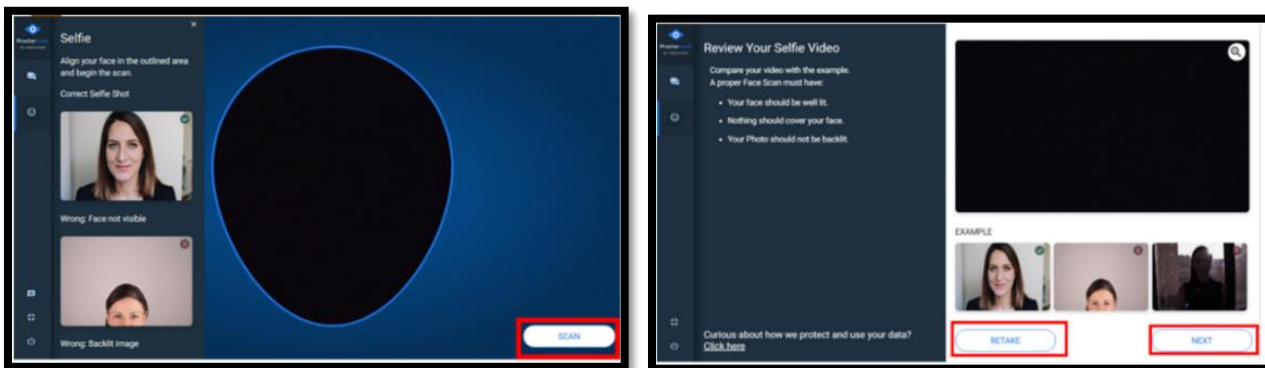 Selfie
Align your face in the outlined area
and begin the scan.
Correct Selfie Shot
Wrong: Face not visible
Wrong: Backlit image
SCAN
Review Your Selfie Video
Compare your video with the example.
A proper Face Scan must have:
• Your face should be well lit.
• Nothing should cover your face.
• Your Photo should not be backlit.
Curious about how we protect and use your data?
Click here
EXAMPLE
RETAKE
NEXT